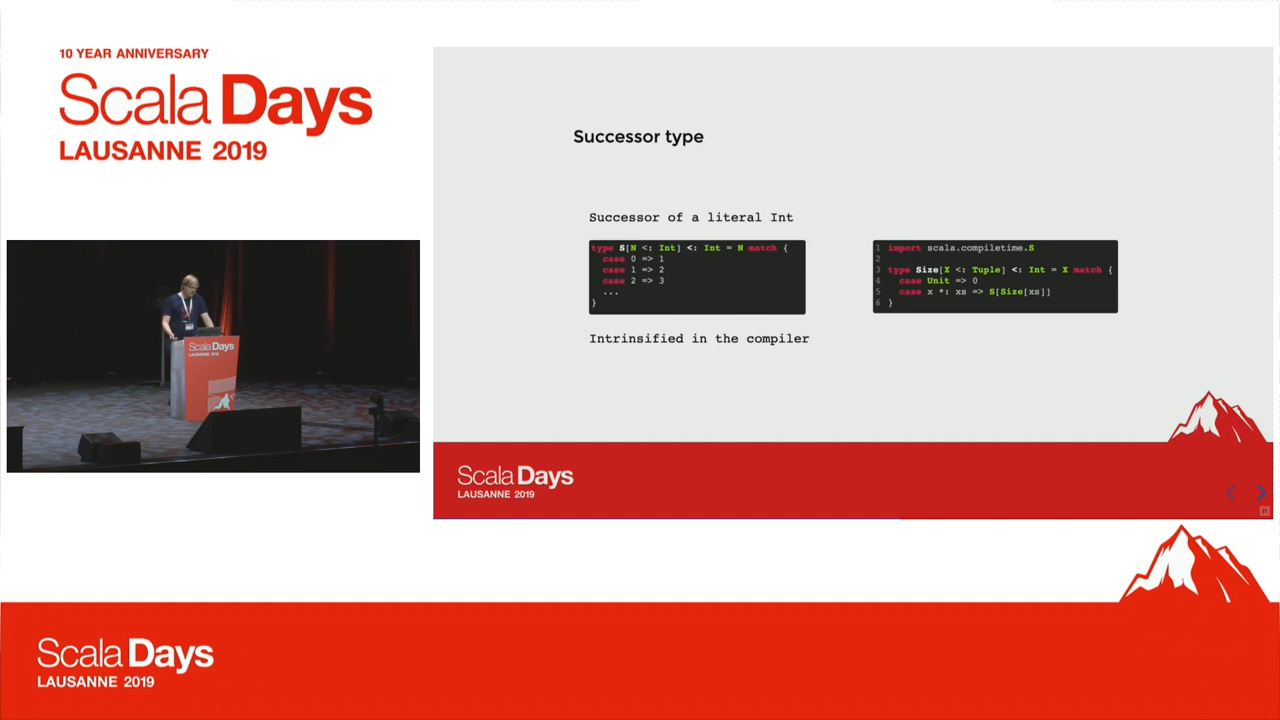 10 YEAR ANNIVERSARY
Scala Days
LAUSANNE 2019
Successor type
Successor of a literal Int
type S[N <: Int] <: Int = N match {
case 0 => 1
case 1 => 2
case 2 => 3
...
}
Intrinsified in the compiler
1 import scala.compiletime.S
2
3 type Size[X <: Tuple] <: Int = X match {
4 case Unit => 0
5 case x *: xs => S[Size[xs]]
6 }
ScalaDays
LAUSANNE 2019
Scala Days
LAUSANNE 2019
Scala Days
LAUSANNE 2019